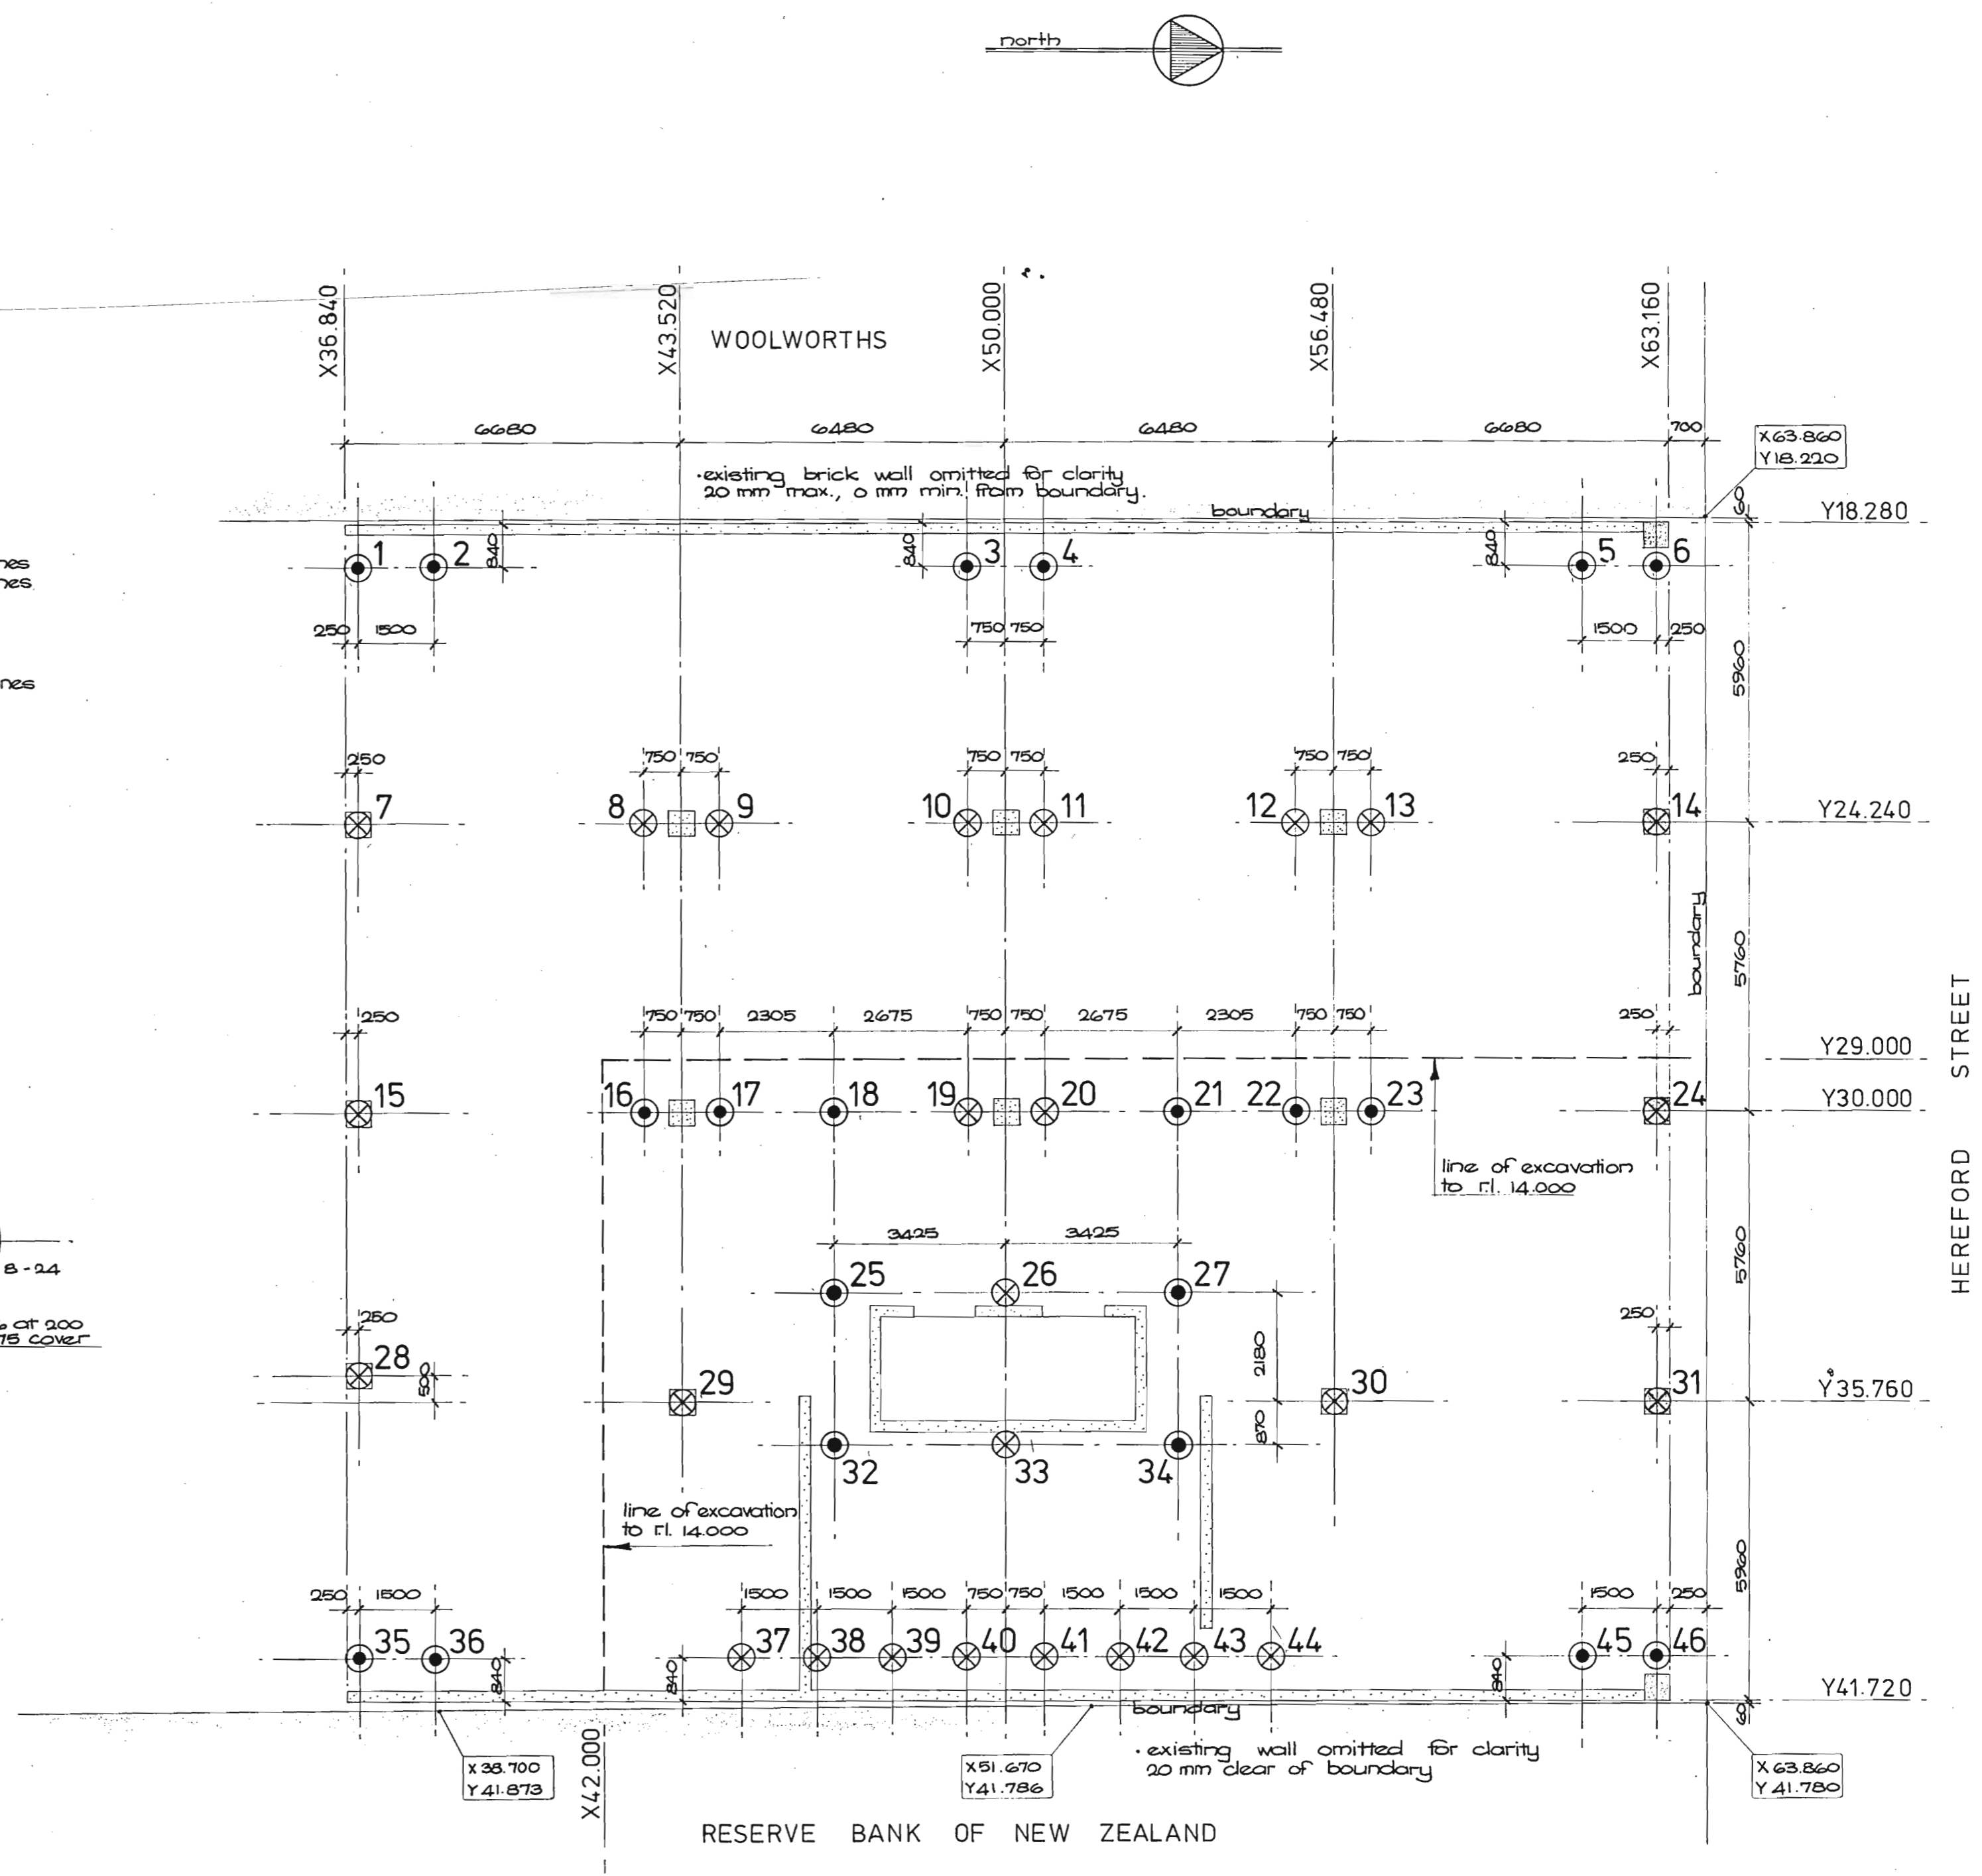 north
X36.840
X43.520
X50.000
X56.480
X63.160
WOOLWORTHS
6680 6480 6480 6680 700
X63.860
Y18.220
·existing brick wall omitted for clarity
20 mm max., 0 mm min. from boundary.
boundary
60
Y18.280
1 2 840 840 3 4 840 5 6
nes
nes
250 1500 750 750 1500 250
5960
nes
250 750 750 750 750 750 750 250
7 8 9 10 11 12 13 14 Y24.240
boundary
5760
HEREFORD STREET
250 750 750 2305 2675 750 750 2675 2305 750 750 250
Y29.000
15 16 17 18 19 20 21 22 23 24 Y30.000
line of excavation
to r.l. 14.000
3425 3425
5760
8-24
25 26 27
at 200
75 cover
250 250
28 500 29 2180 30 31 Y35.760
870
32 33 34
line of excavation
to r.l. 14.000
5960
250 1500 1500 1500 1500 750 750 1500 1500 1500 1500 250
35 36 37 38 39 40 41 42 43 44 45 46
840 840 840
Y41.720
boundary
60
X42.000
·existing wall omitted for clarity
20 mm clear of boundary
X38.700
Y41.873
X51.670
Y41.786
X63.860
Y41.780
RESERVE BANK OF NEW ZEALAND